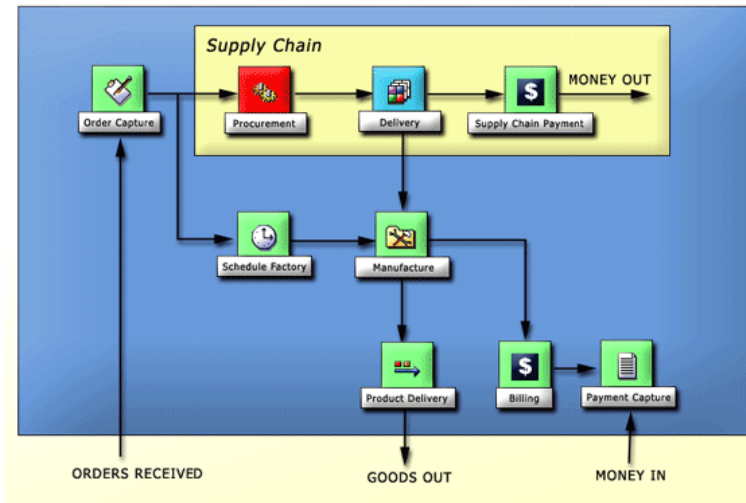 Supply Chain
MONEY OUT
Order Capture
Procurement
Delivery
Supply Chain Payment
Schedule Factory
Manufacture
Product Delivery
Billing
Payment Capture
ORDERS RECEIVED
GOODS OUT
MONEY IN